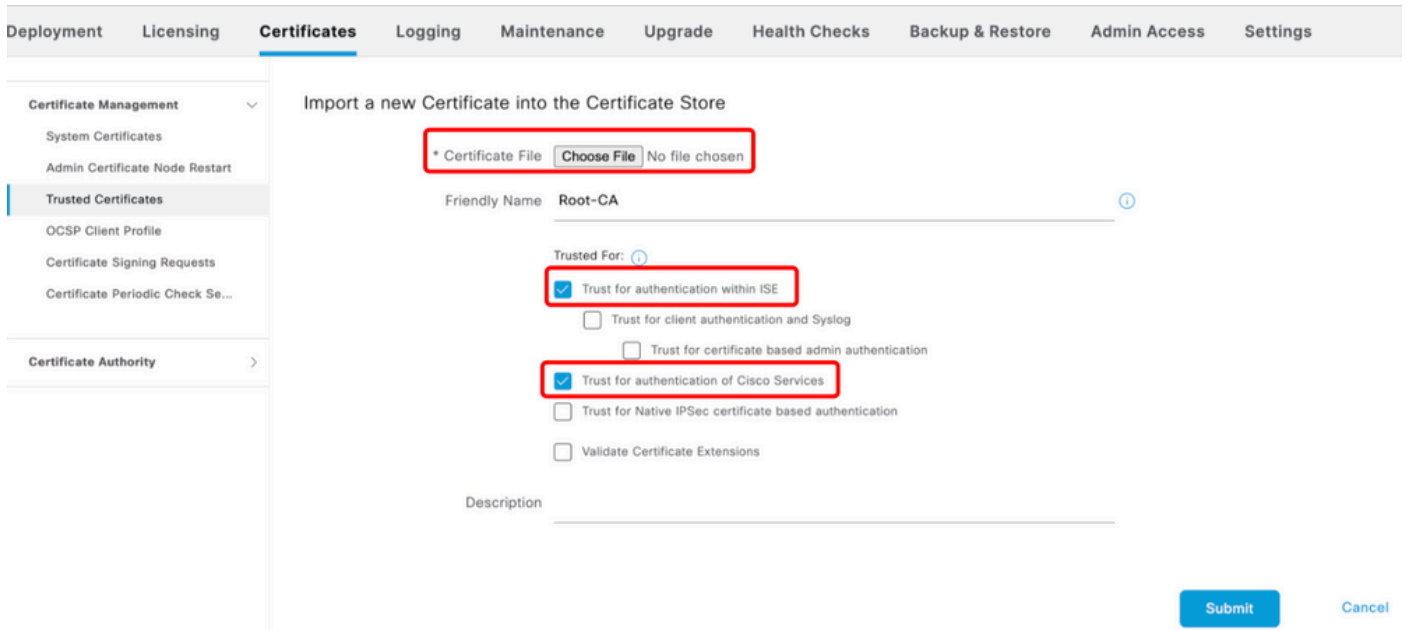 Deployment Licensing Certificates Logging Maintenance Upgrade Health Checks Backup & Restore Admin Access Settings
Certificate Management
System Certificates
Admin Certificate Node Restart
Trusted Certificates
OCSP Client Profile
Certificate Signing Requests
Certificate Periodic Check Se...
Certificate Authority
Import a new Certificate into the Certificate Store
* Certificate File Choose File No file chosen
Friendly Name Root-CA
Trusted For:
Trust for authentication within ISE
Trust for client authentication and Syslog
Trust for certificate based admin authentication
Trust for authentication of Cisco Services
Trust for Native IPSec certificate based authentication
Validate Certificate Extensions
Description
Submit Cancel